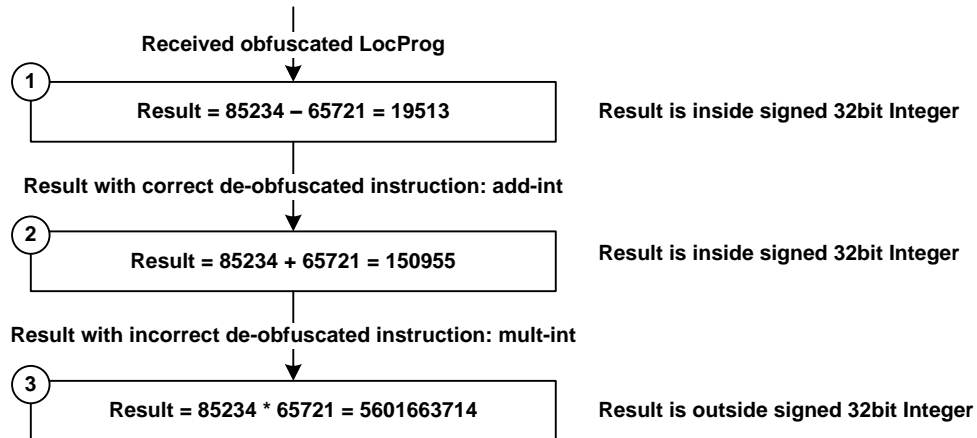 Received obfuscated LocProg
1
Result = 85234 – 65721 = 19513
Result is inside signed 32bit Integer
Result with correct de-obfuscated instruction: add-int
2
Result = 85234 + 65721 = 150955
Result is inside signed 32bit Integer
Result with incorrect de-obfuscated instruction: mult-int
3
Result = 85234 * 65721 = 5601663714
Result is outside signed 32bit Integer